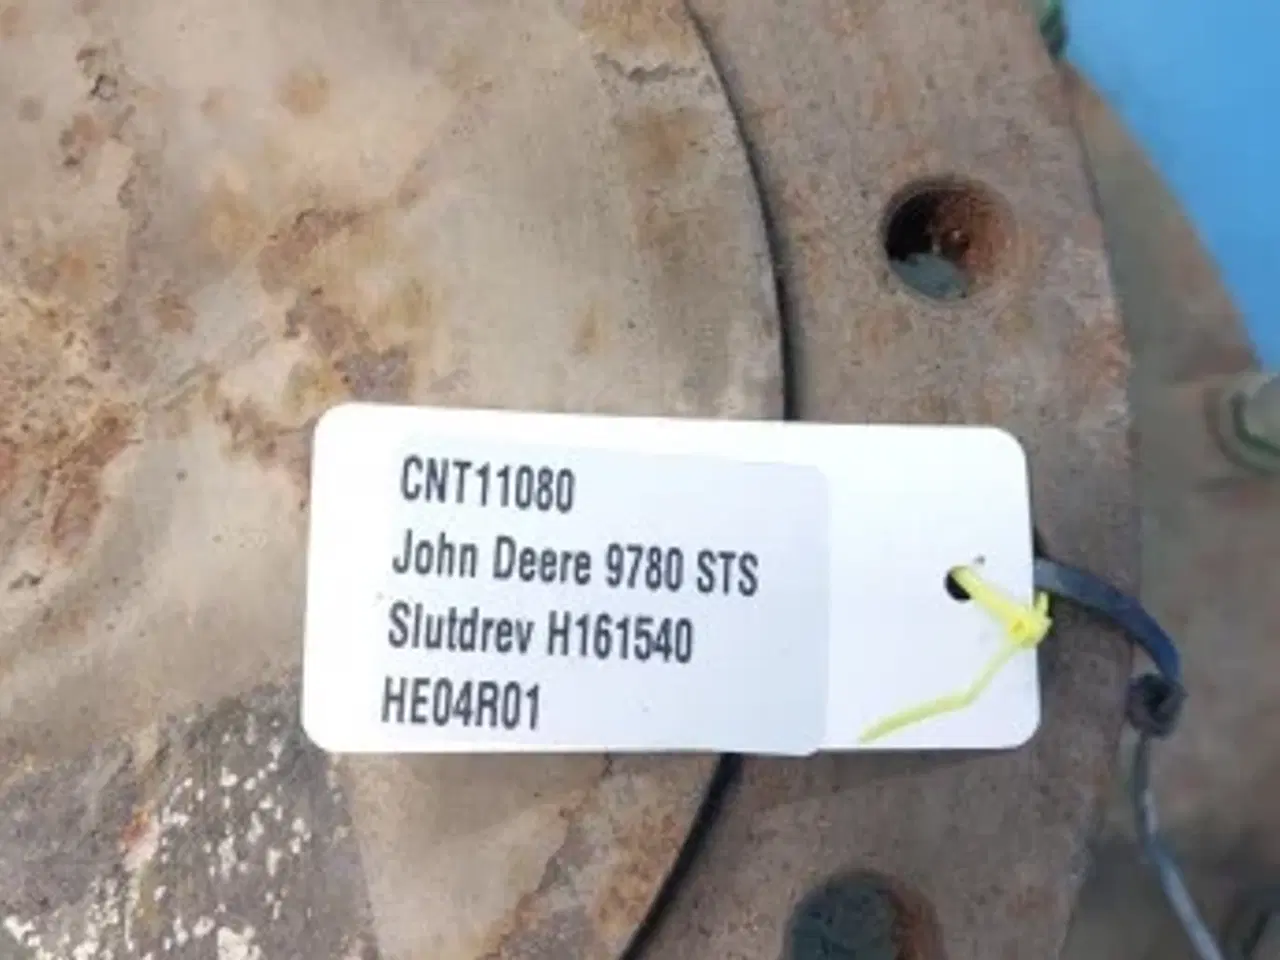 CNT11080
John Deere 9780 STS
Slutdrev H161540
HE04R01